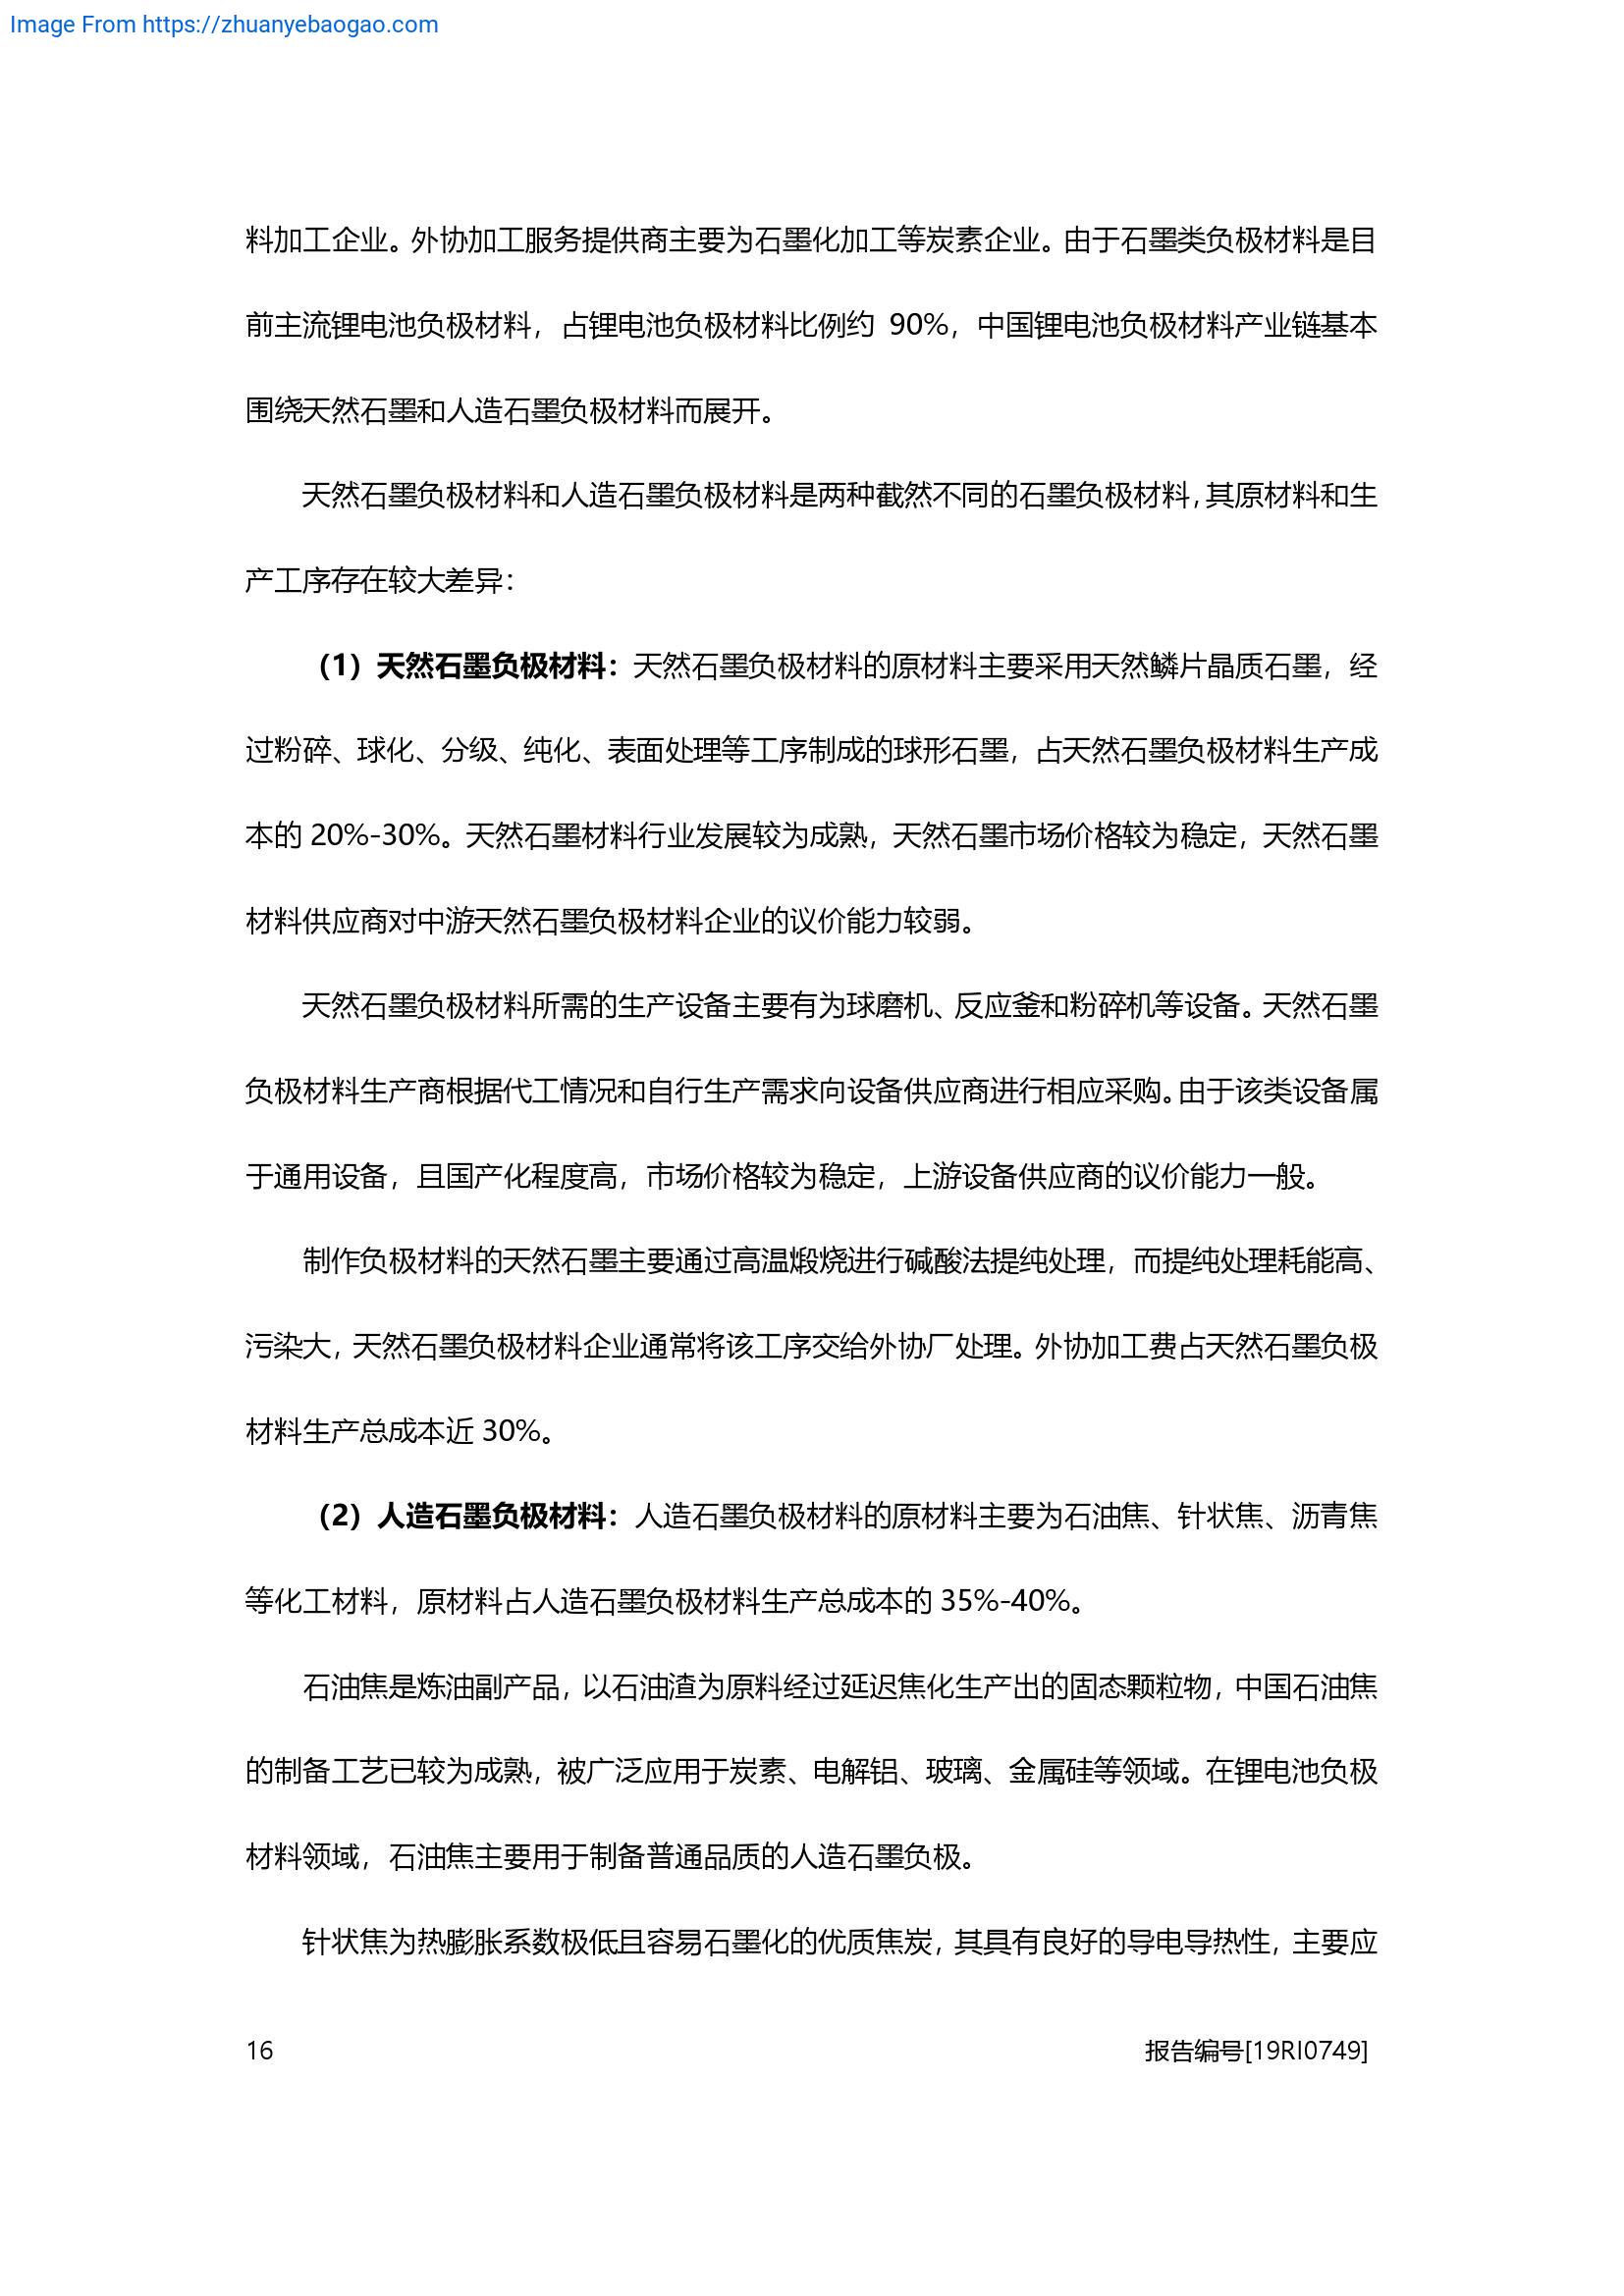 Image From https://zhuanyebaogao.com
料加工企业。外协加工服务提供商主要为石墨化加工等炭素企业。由于石墨类负极材料是目
前主流锂电池负极材料，占锂电池负极材料比例约 90%，中国锂电池负极材料产业链基本
围绕天然石墨和人造石墨负极材料而展开。
天然石墨负极材料和人造石墨负极材料是两种截然不同的石墨负极材料，其原材料和生
产工序存在较大差异：
（1）天然石墨负极材料：天然石墨负极材料的原材料主要采用天然鳞片晶质石墨，经
过粉碎、球化、分级、纯化、表面处理等工序制成的球形石墨，占天然石墨负极材料生产成
本的 20%-30%。天然石墨材料行业发展较为成熟，天然石墨市场价格较为稳定，天然石墨
材料供应商对中游天然石墨负极材料企业的议价能力较弱。
天然石墨负极材料所需的生产设备主要有为球磨机、反应釜和粉碎机等设备。天然石墨
负极材料生产商根据代工情况和自行生产需求向设备供应商进行相应采购。由于该类设备属
于通用设备，且国产化程度高，市场价格较为稳定，上游设备供应商的议价能力一般。
制作负极材料的天然石墨主要通过高温煅烧进行碱酸法提纯处理，而提纯处理耗能高、
污染大，天然石墨负极材料企业通常将该工序交给外协厂处理。外协加工费占天然石墨负极
材料生产总成本近 30%。
（2）人造石墨负极材料：人造石墨负极材料的原材料主要为石油焦、针状焦、沥青焦
等化工材料，原材料占人造石墨负极材料生产总成本的 35%-40%。
石油焦是炼油副产品，以石油渣为原料经过延迟焦化生产出的固态颗粒物，中国石油焦
的制备工艺已较为成熟，被广泛应用于炭素、电解铝、玻璃、金属硅等领域。在锂电池负极
材料领域，石油焦主要用于制备普通品质的人造石墨负极。
针状焦为热膨胀系数极低且容易石墨化的优质焦炭，其具有良好的导电导热性，主要应
16
报告编号[19RI0749]